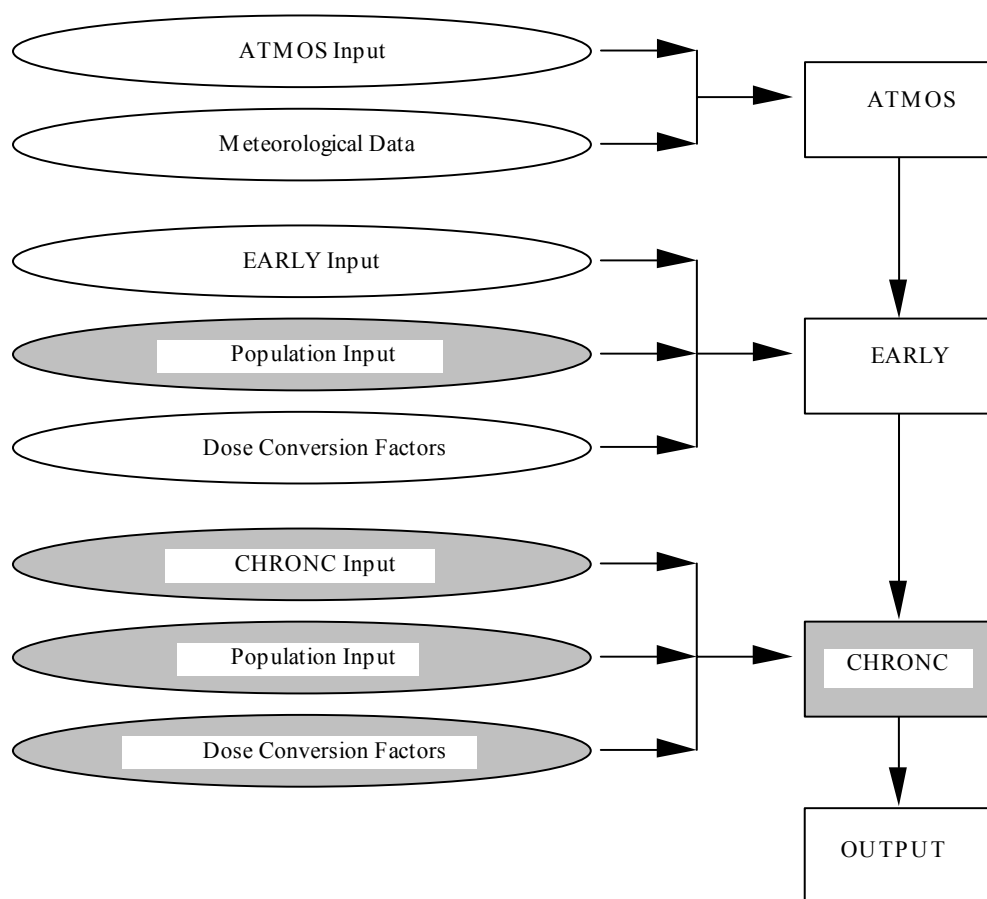 ATMOS Input
ATMOS
Meteorological Data
EARLY Input
Population Input
EARLY
Dose Conversion Factors
CHRONC Input
Population Input
CHRONC
Dose Conversion Factors
OUTPUT